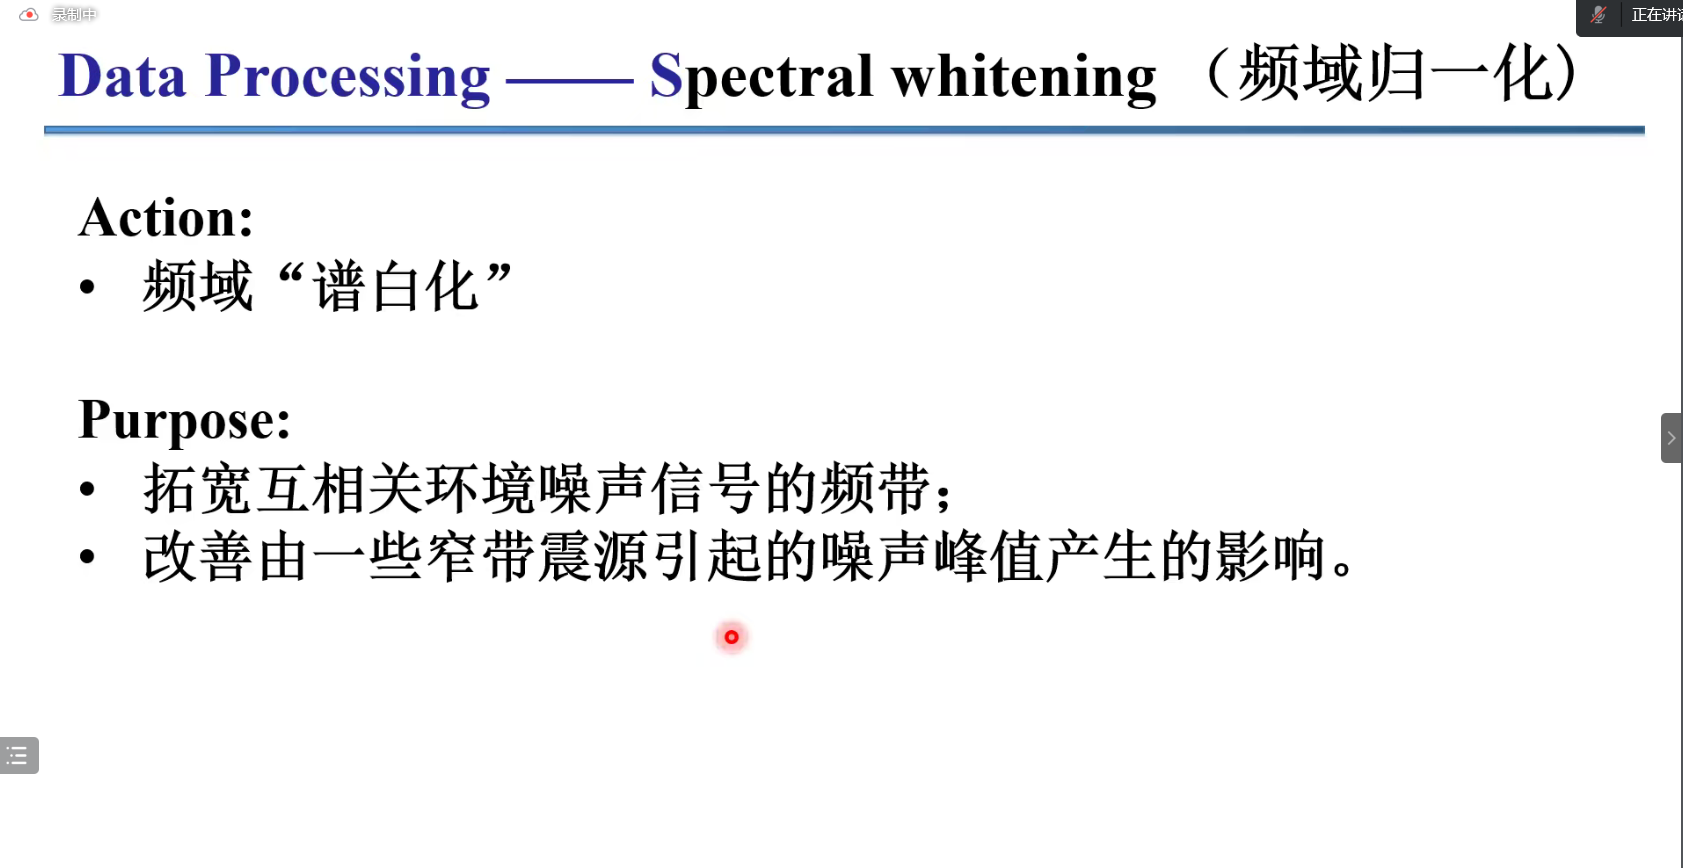 录制中
正在讲话
Data Processing —— Spectral whitening （频域归一化）
Action:
• 频域“谱白化”
Purpose:
• 拓宽互相关环境噪声信号的频带；
• 改善由一些窄带震源引起的噪声峰值产生的影响。